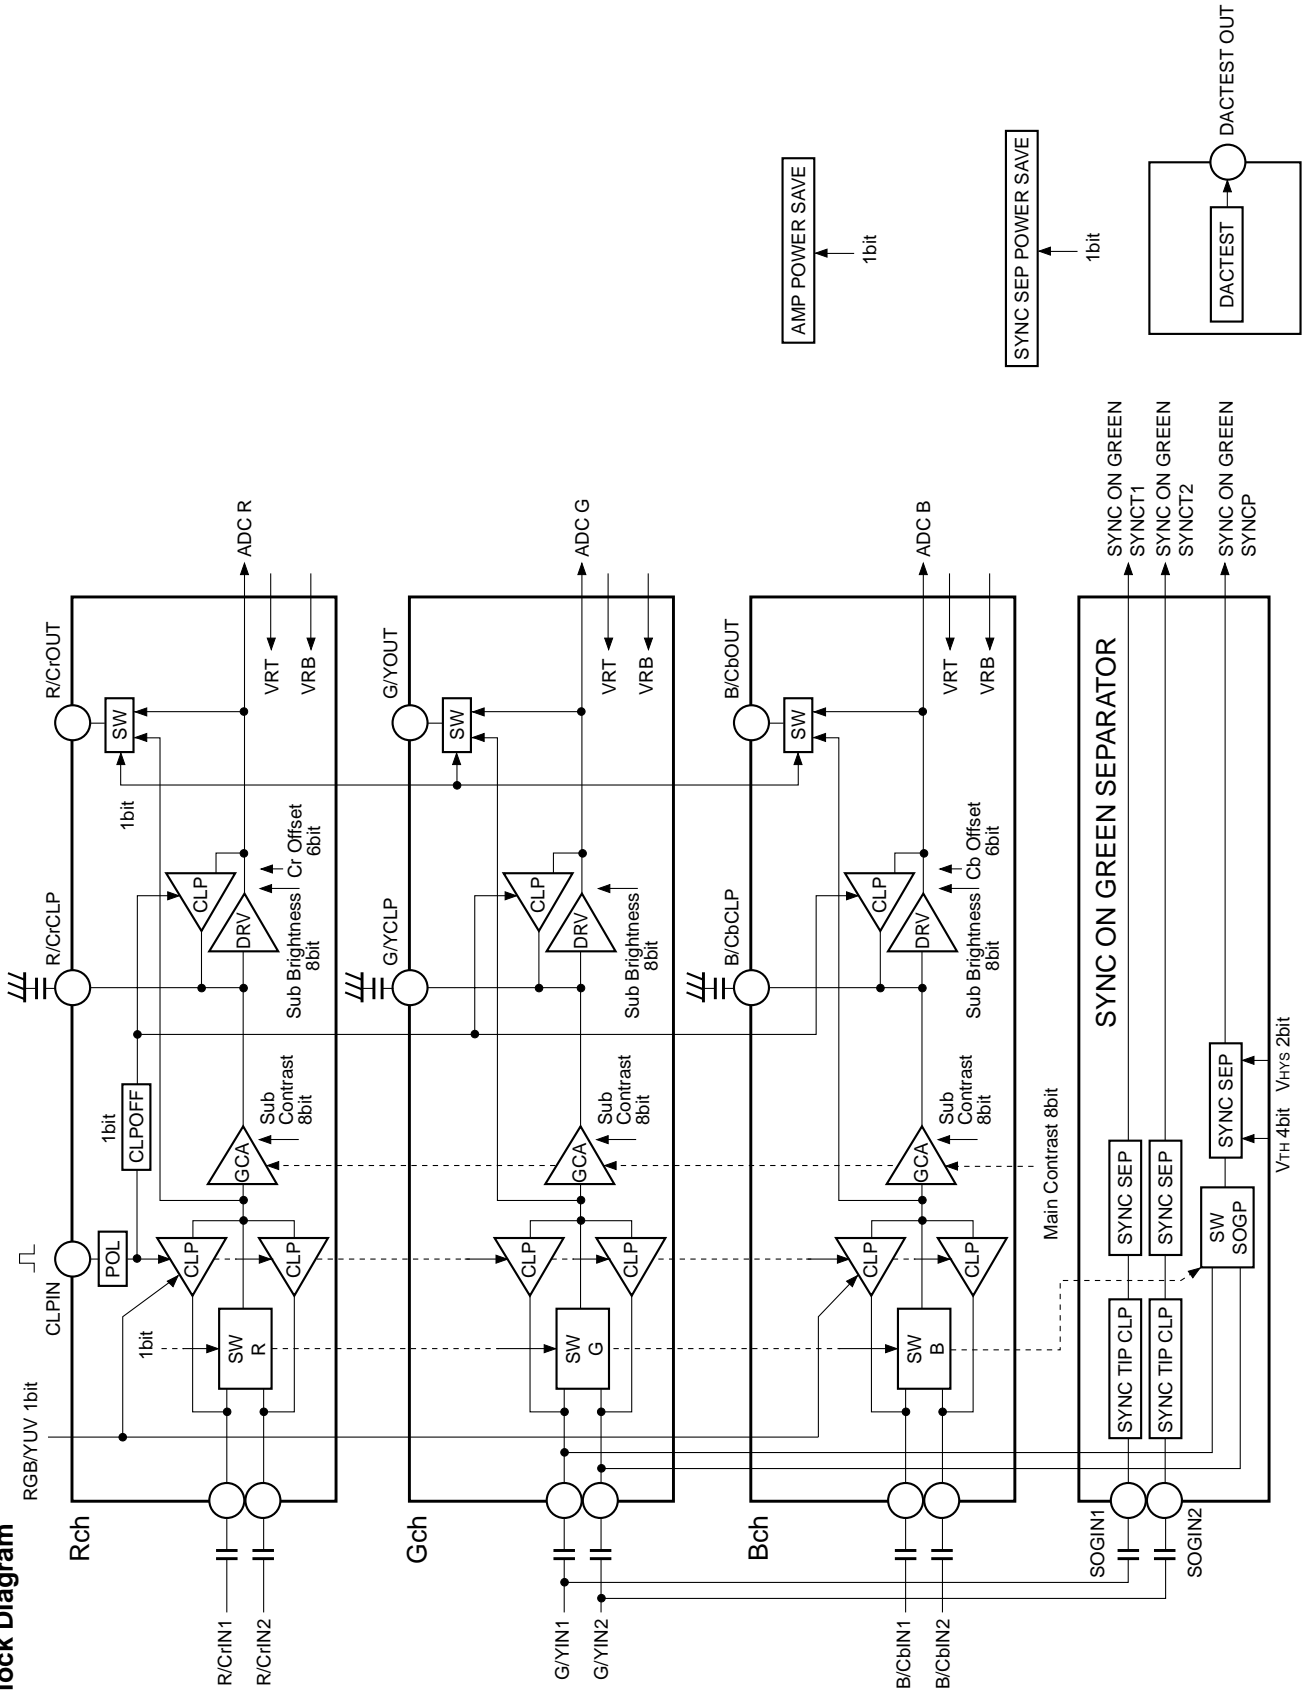 lock Diagram
RGB/YUV 1bit
CLPIN
R/CrCLP
R/CrOUT
Rch
POL
1bit
CLPOFF
1bit
SW
R
CLP
CLP
GCA
Sub
Contrast
8bit
CLP
DRV
Sub Brightness
8bit
Cr Offset
6bit
1bit
SW
VRT
VRB
ADC R
R/CrIN1
R/CrIN2
Gch
G/YCLP
G/YOUT
SW
G
CLP
CLP
GCA
Sub
Contrast
8bit
CLP
DRV
Sub Brightness
8bit
SW
VRT
VRB
ADC G
G/YIN1
G/YIN2
Bch
B/CbCLP
B/CbOUT
SW
B
CLP
CLP
GCA
Sub
Contrast
8bit
CLP
DRV
Sub Brightness
8bit
Cb Offset
6bit
SW
VRT
VRB
ADC B
B/CbIN1
B/CbIN2
Main Contrast 8bit
SYNC ON GREEN SEPARATOR
SOGIN1
SOGIN2
SYNC TIP CLP
SYNC SEP
SYNC TIP CLP
SYNC SEP
SW
SOGP
SYNC SEP
VTH 4bit
VHYS 2bit
SYNC ON GREEN
SYNCT1
SYNC ON GREEN
SYNCT2
SYNC ON GREEN
SYNCP
AMP POWER SAVE
1bit
SYNC SEP POWER SAVE
1bit
DACTEST
DACTEST OUT